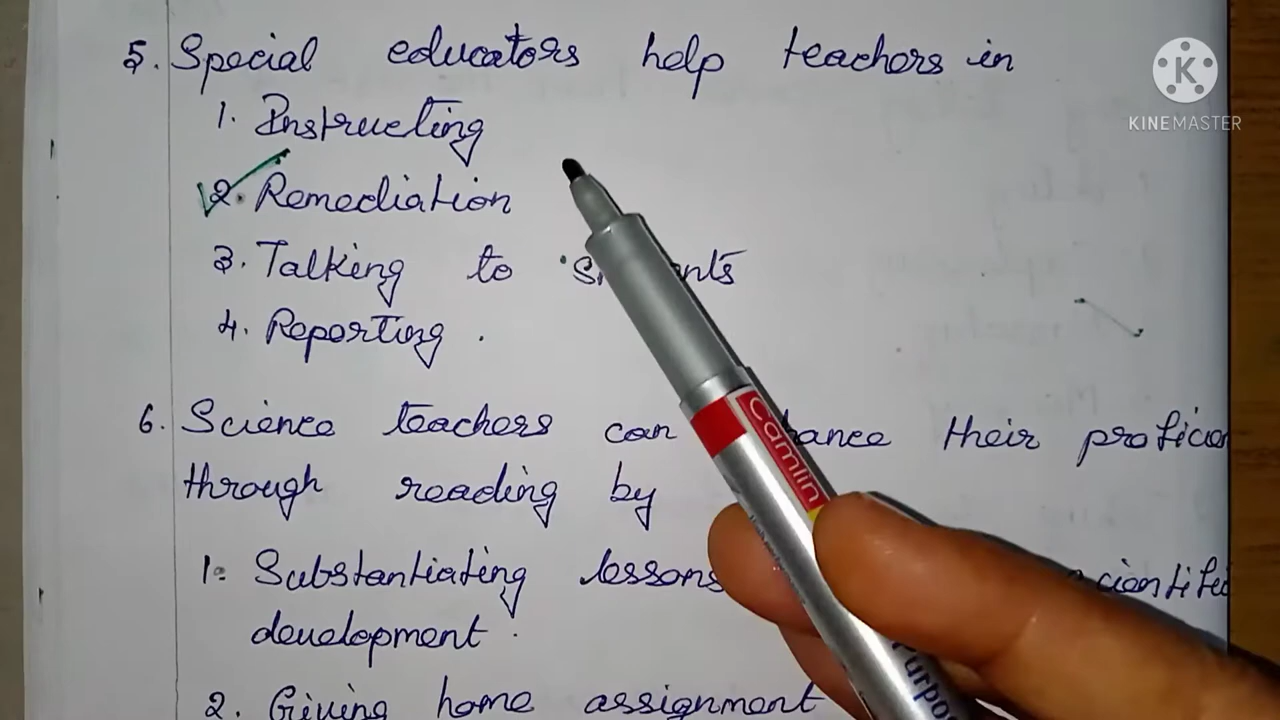 5. Special educators help teachers in
1. Instructing
2. Remediation
3. Talking to
4. Reporting.
6. Science teachers can their
through reading by
1. Substantiating lessons
development.
2. Giving home assignment
K
KINEMASTER
Camlin